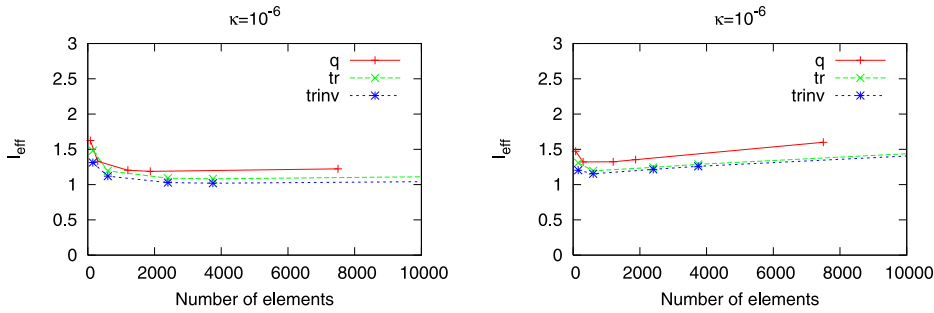 κ=10⁻⁶
3
2.5
2
1.5
1
0.5
0
I_eff
q
tr
trinv
0 2000 4000 6000 8000 10000
Number of elements
κ=10⁻⁶
3
2.5
2
1.5
1
0.5
0
I_eff
q
tr
trinv
0 2000 4000 6000 8000 10000
Number of elements